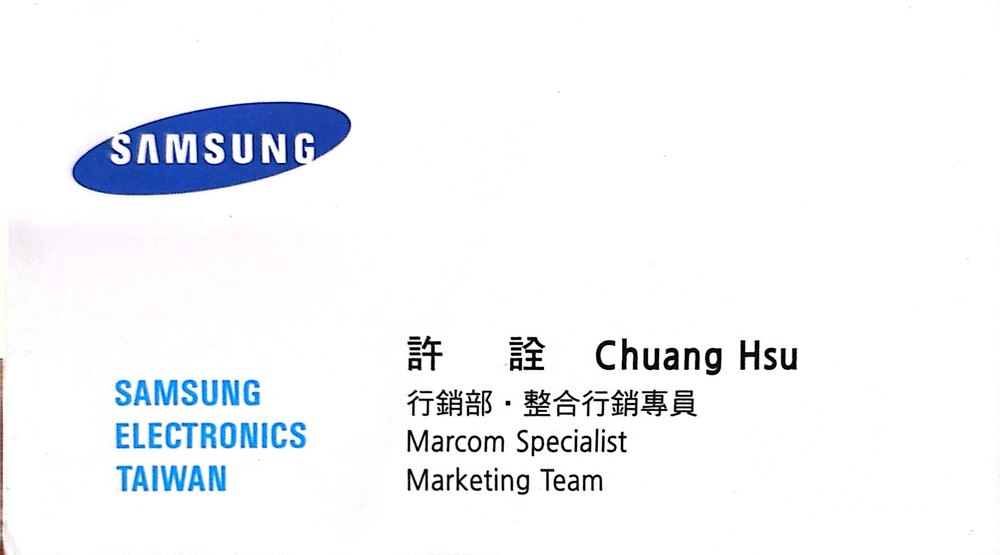 SAMSUNG
許 詮 Chuang Hsu
行銷部・整合行銷專員
Marcom Specialist
Marketing Team
SAMSUNG
ELECTRONICS
TAIWAN